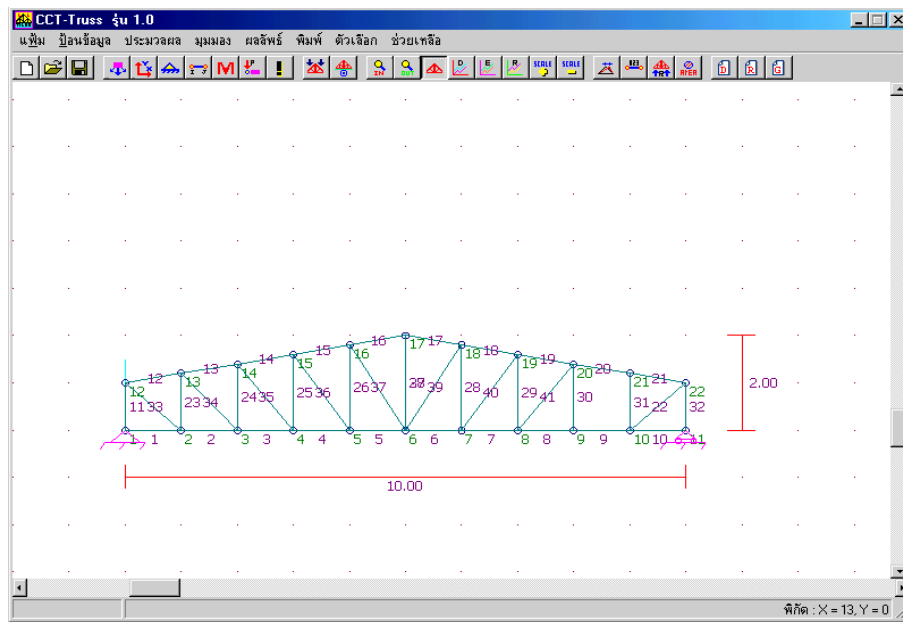 CCT-Truss รุ่น 1.0
แฟ้ม ป้อนข้อมูล ประมวลผล มุมมอง ผลลัพธ์ พิมพ์ ตัวเลือก ช่วยเหลือ
IN OUT D E R SCALE SCALE 123 AREA D R G
16 17
17
15 16 18 18
14 15 19 19
13 14 20 20
12 13 21 21
12 22
2.00
11 33 23 34 24 35 25 36 26 37 39 28 40 29 41 30 31 22 32
1 1 2 2 3 3 4 4 5 5 6 6 7 7 8 8 9 9 10 10 11
10.00
พิกัด : X = 13, Y = 0